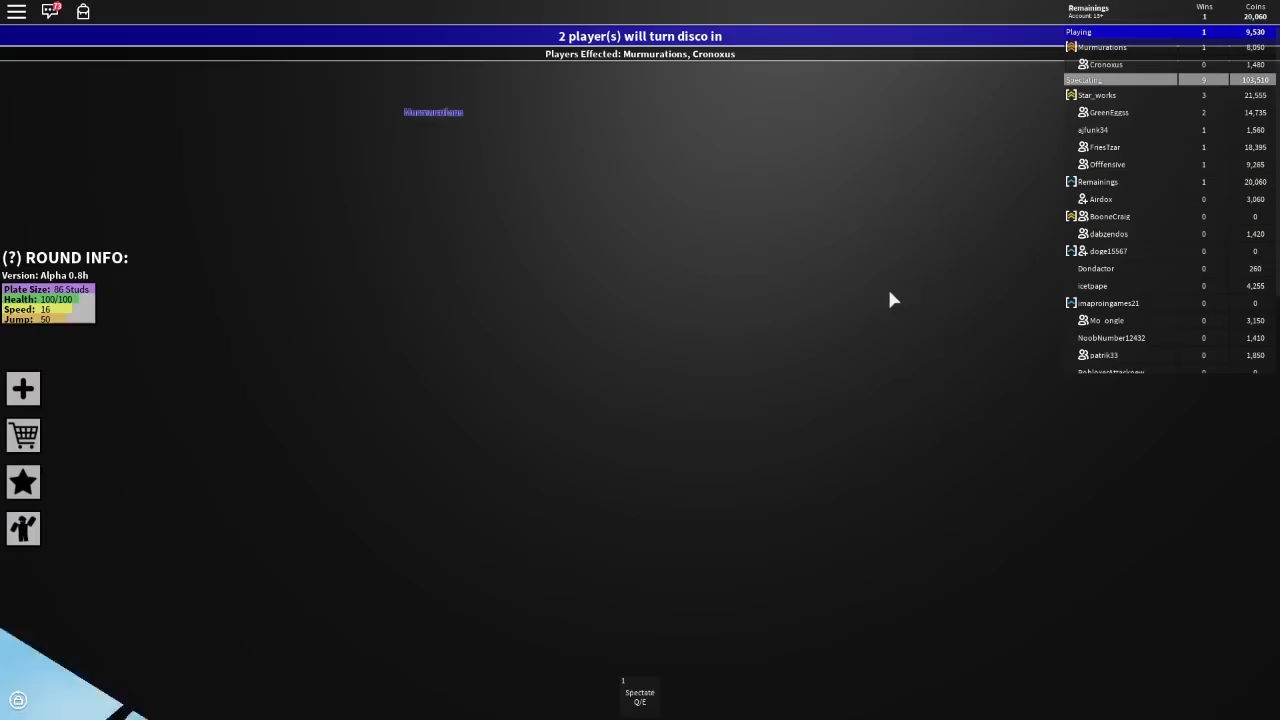 73
Remainings
Account: 13+
Wins
1
Coins
20,060
2 player(s) will turn disco in
Players Effected: Murmurations, Cronoxus
Playing 1 9,530
Murmurations 1 8,050
Cronoxus 0 1,480
Spectating 9 103,510
Star_works 3 21,555
GreenEggss 2 14,735
ajfunk34 1 1,560
FriesTzar 1 18,395
Offfensive 1 9,265
Remainings 1 20,060
Airdox 0 3,060
BooneCraig 0 0
dabzendos 0 1,420
doge15567 0 0
Dondactor 0 260
icetpape 0 4,255
imaproingames21 0 0
Mo_ongle 0 3,150
NoobNumber12432 0 1,410
patrik33 0 1,850
Murmurations
(?) ROUND INFO:
Version: Alpha 0.8h
Plate Size: 86 Studs
Health: 100/100
Speed: 16
Jump: 50
1
Spectate
Q/E